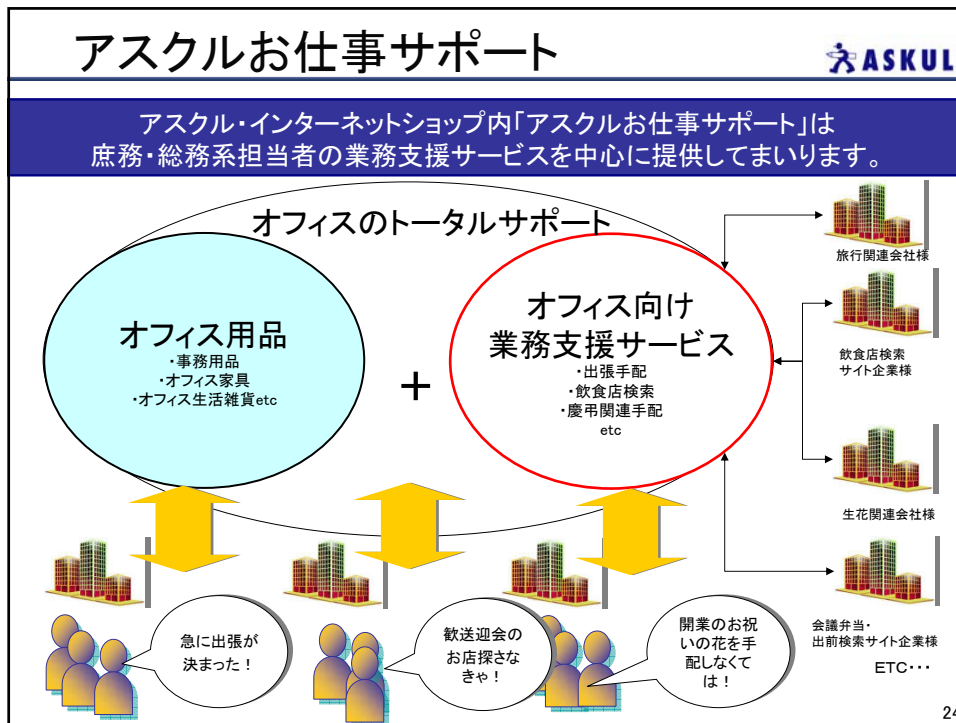 アスクルお仕事サポート
ASKUL
アスクル・インターネットショップ内「アスクルお仕事サポート」は
庶務・総務系担当者の業務支援サービスを中心に提供してまいります。
オフィスのトータルサポート
オフィス用品
・事務用品
・オフィス家具
・オフィス生活雑貨etc
+
オフィス向け
業務支援サービス
・出張手配
・飲食店検索
・慶弔関連手配
etc
旅行関連会社様
飲食店検索
サイト企業様
生花関連会社様
会議弁当・
出前検索サイト企業様
ETC・・・
急に出張が
決まった！
歓送迎会の
お店探さな
きゃ！
開業のお祝
いの花を手
配しなくて
は！
24